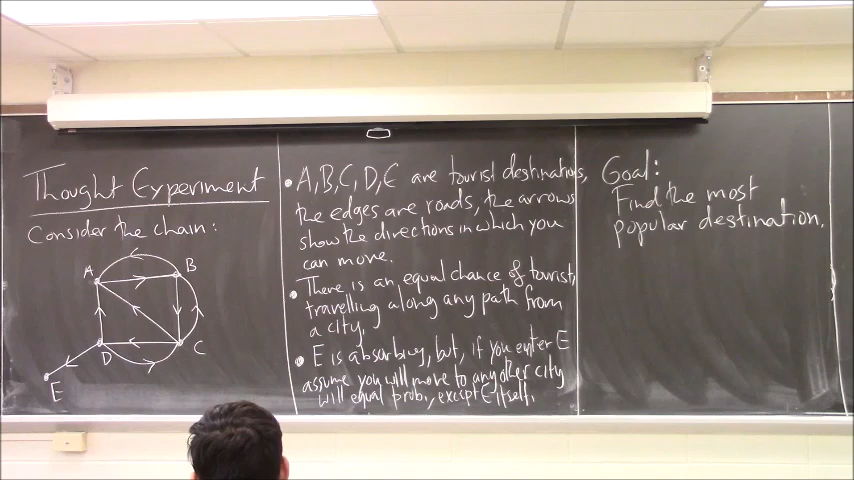 Thought Experiment
Consider the chain:
A
B
C
D
E
• A,B,C,D,E are tourist destinations,
the edges are roads, the arrows
show the directions in which you
can move.
• There is an equal chance of tourists
travelling along any path from
a city.
• E is absorbing, but, if you enter E
assume you will move to any other city
will equal prob., except E itself.
Goal:
Find the most
popular destination.